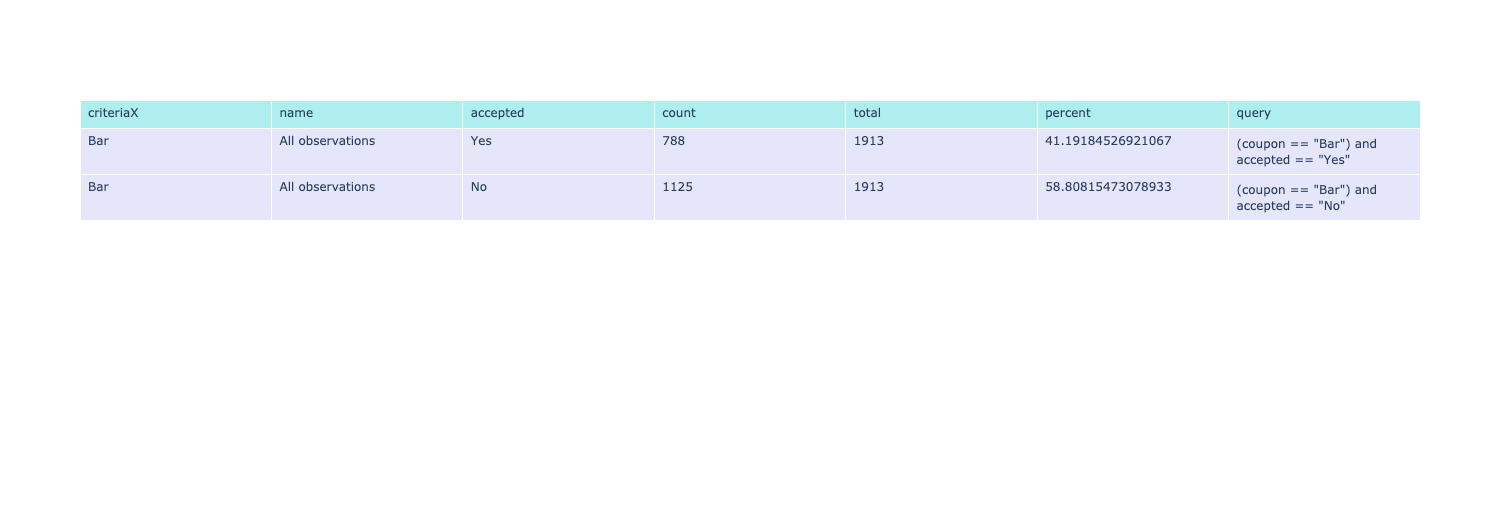 criteriaX name accepted count total percent query
Bar All observations Yes 788 1913 41.19184526921067 (coupon == "Bar") and
accepted == "Yes"
Bar All observations No 1125 1913 58.80815473078933 (coupon == "Bar") and
accepted == "No"